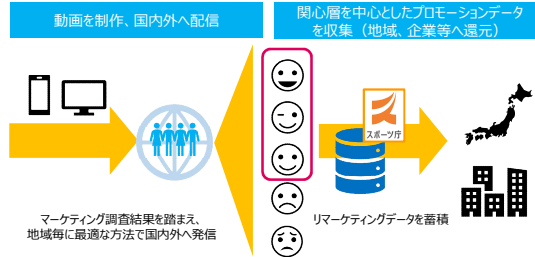 動画を制作、国内外へ配信
関心層を中心としたプロモーションデータ
を収集（地域、企業等へ還元）
スポーツ庁
マーケティング調査結果を踏まえ、
地域毎に最適な方法で国内外へ発信
リマーケティングデータを蓄積